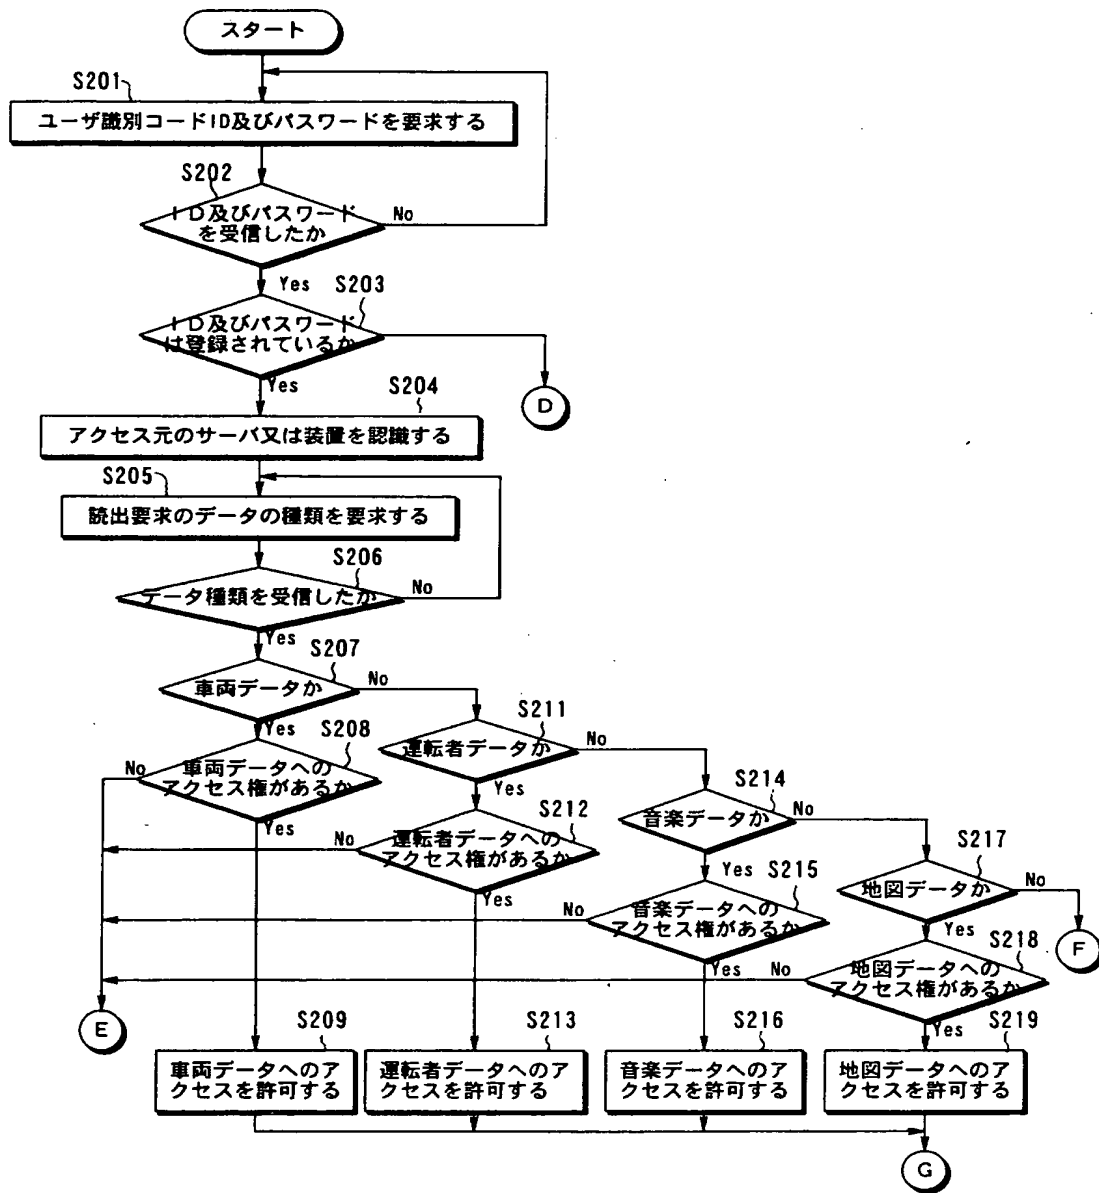 スタート
S201
ユーザ識別コードID及びパスワードを要求する
S202
ID及びパスワード
を受信したか
No
Yes
S203
ID及びパスワード
は登録されているか
Yes
D
S204
アクセス元のサーバ又は装置を認識する
S205
読出要求のデータの種類を要求する
S206
データ種類を受信したか
No
Yes
S207
車両データか
No
Yes
S208
車両データへの
アクセス権があるか
No
Yes
S211
運転者データか
No
Yes
S212
運転者データへの
アクセス権があるか
No
Yes
S214
音楽データか
No
Yes
S215
音楽データへの
アクセス権があるか
No
Yes
S217
地図データか
No
Yes
F
S218
地図データへの
アクセス権があるか
No
Yes
E
S209
車両データへのア
クセスを許可する
S213
運転者データへのア
クセスを許可する
S216
音楽データへのア
クセスを許可する
S219
地図データへのア
クセスを許可する
G